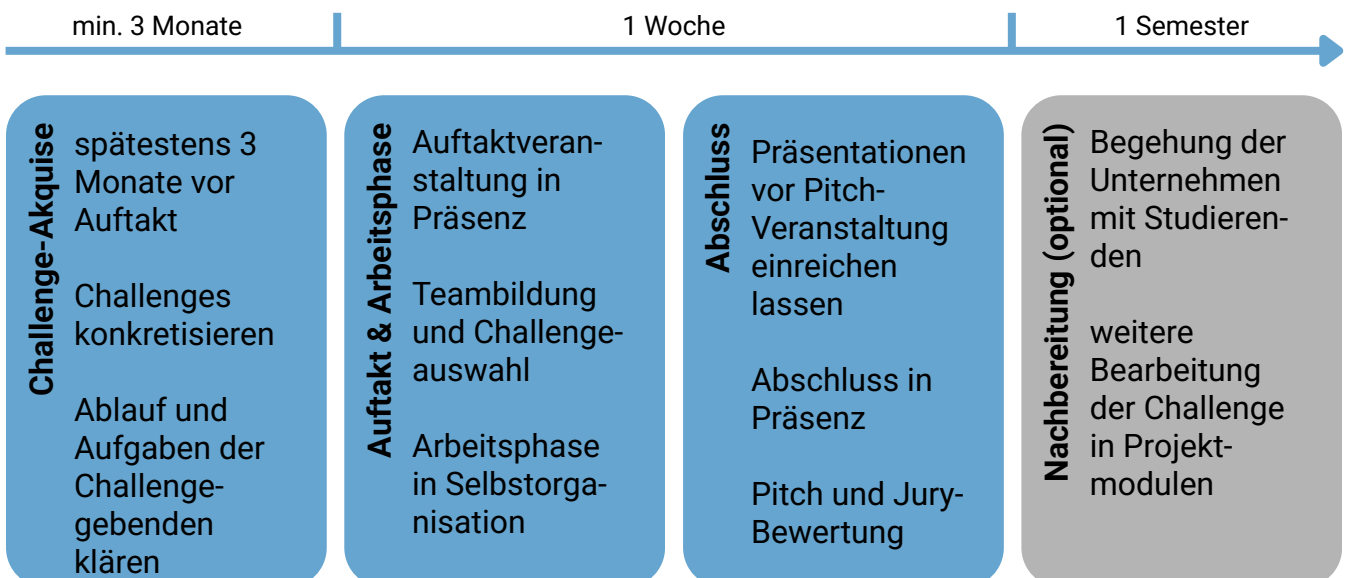 min. 3 Monate
1 Woche
1 Semester
Challenge-Akquise
spätestens 3
Monate vor
Auftakt
Challenges
konkretisieren
Ablauf und
Aufgaben der
Challenge-
gebenden
klären
Auftakt & Arbeitsphase
Auftaktveran-
staltung in
Präsenz
Teambildung
und Challenge-
auswahl
Arbeitsphase
in Selbstorga-
nisation
Abschluss
Präsentationen
vor Pitch-
Veranstaltung
einreichen
lassen
Abschluss in
Präsenz
Pitch und Jury-
Bewertung
Nachbereitung (optional)
Begehung der
Unternehmen
mit Studieren-
den
weitere
Bearbeitung
der Challenge
in Projekt-
modulen